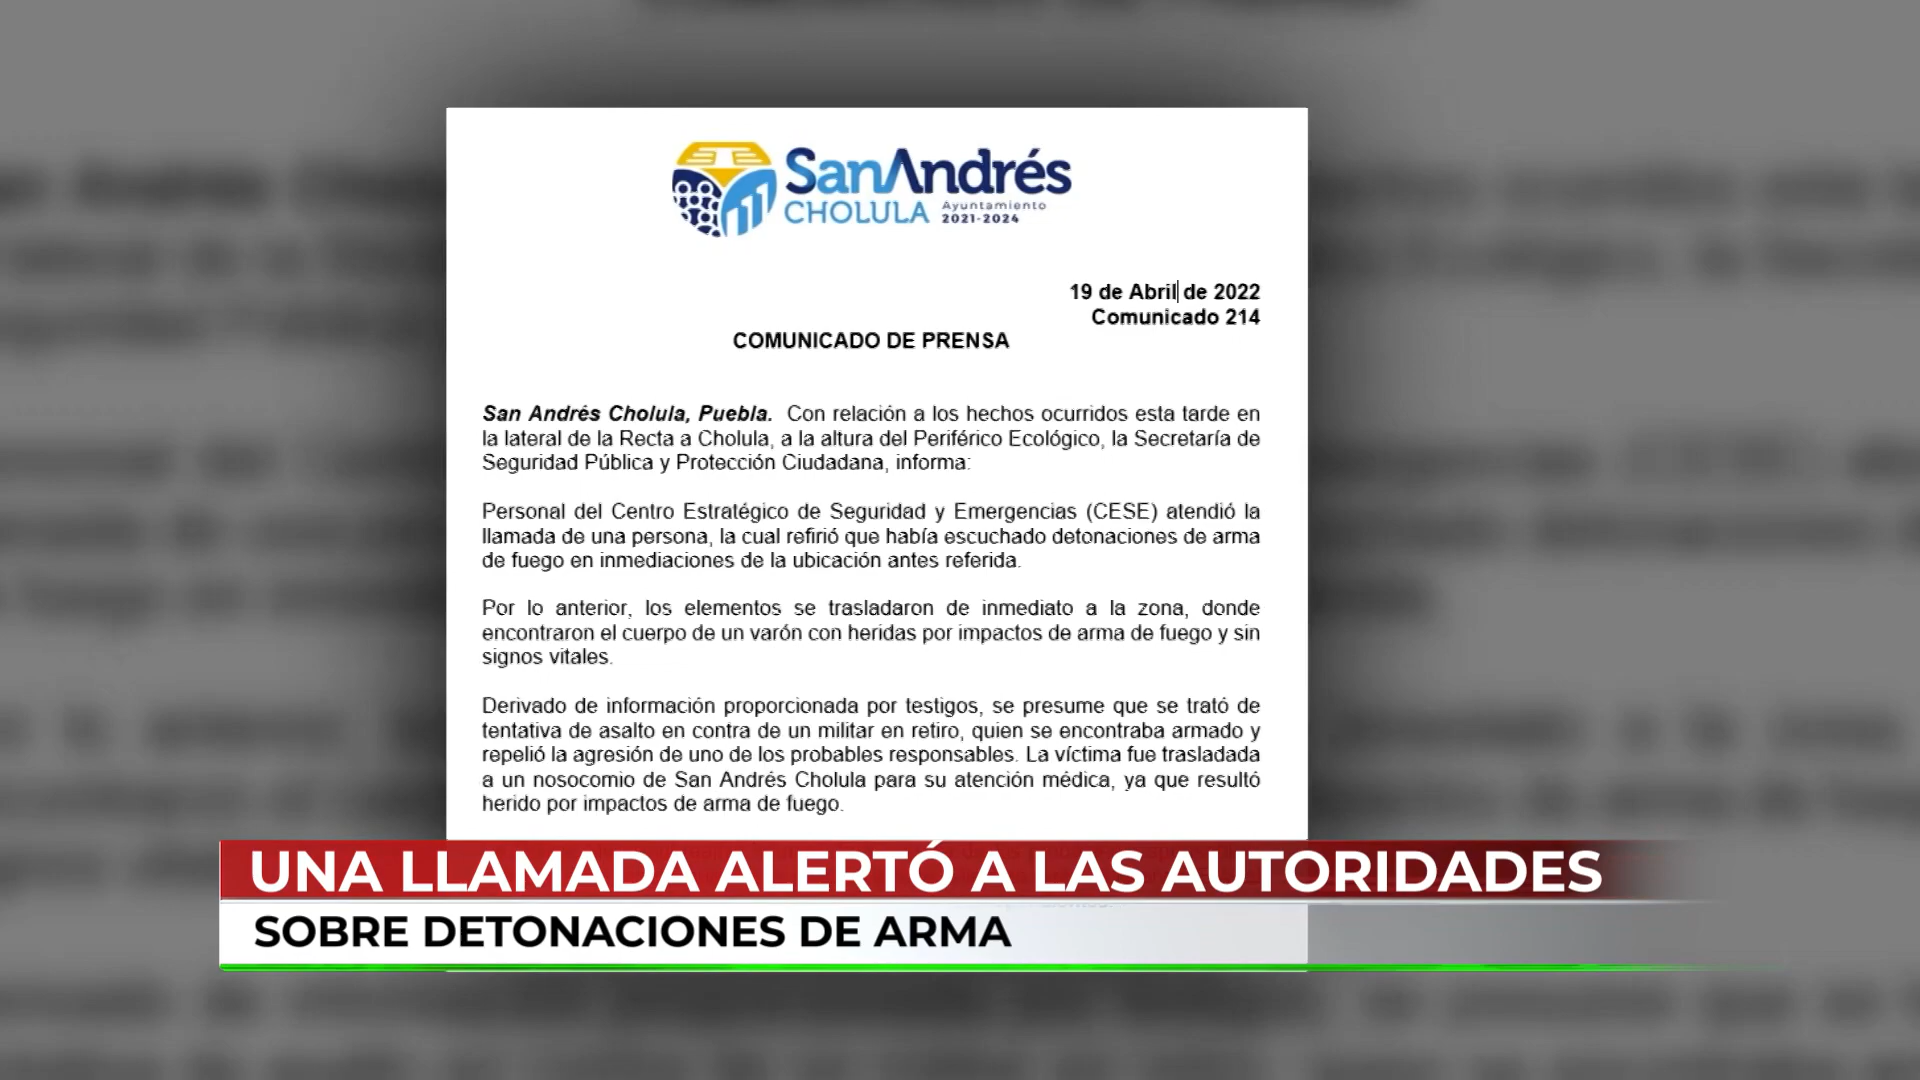 SanAndrés
CHOLULA
Ayuntamiento
2021-2024
19 de Abril de 2022
Comunicado 214
COMUNICADO DE PRENSA
San Andrés Cholula, Puebla. Con relación a los hechos ocurridos esta tarde en
la lateral de la Recta a Cholula, a la altura del Periférico Ecológico, la Secretaría de
Seguridad Pública y Protección Ciudadana, informa:
Personal del Centro Estratégico de Seguridad y Emergencias (CESE) atendió la
llamada de una persona, la cual refirió que había escuchado detonaciones de arma
de fuego en inmediaciones de la ubicación antes referida.
Por lo anterior, los elementos se trasladaron de inmediato a la zona, donde
encontraron el cuerpo de un varón con heridas por impactos de arma de fuego y sin
signos vitales.
Derivado de información proporcionada por testigos, se presume que se trató de
tentativa de asalto en contra de un militar en retiro, quien se encontraba armado y
repelió la agresión de uno de los probables responsables. La víctima fue trasladada
a un nosocomio de San Andrés Cholula para su atención médica, ya que resultó
herido por impactos de arma de fuego.
UNA LLAMADA ALERTÓ A LAS AUTORIDADES
SOBRE DETONACIONES DE ARMA